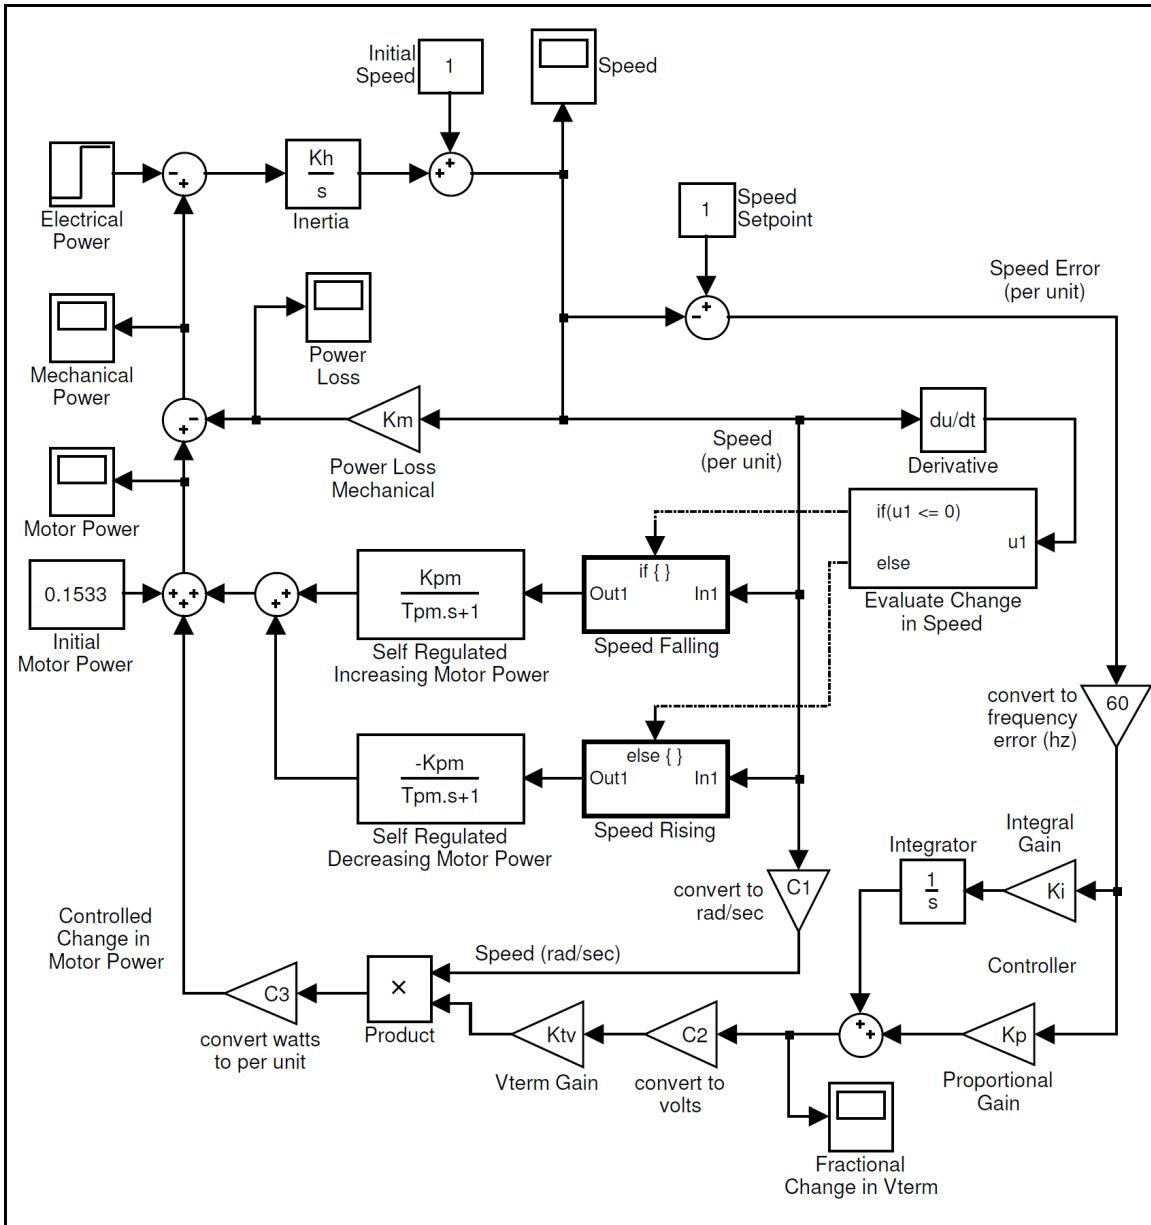 Initial
Speed
1
Speed
Kh
s
Inertia
+
+
-
+
Electrical
Power
1
Speed
Setpoint
Speed Error
(per unit)
+
-
Mechanical
Power
Power
Loss
-
+
Km
Power Loss
Mechanical
Speed
(per unit)
du/dt
Derivative
Motor Power
if(u1 <= 0)
u1
else
Evaluate Change
in Speed
0.1533
Initial
Motor Power
+ +
+
+
+
Kpm
Tpm.s+1
Self Regulated
Increasing Motor Power
if { }
Out1
In1
Speed Falling
convert to
frequency
error (hz)
60
-Kpm
Tpm.s+1
Self Regulated
Decreasing Motor Power
else { }
Out1
In1
Speed Rising
C1
convert to
rad/sec
Integral
Gain
Integrator
1
s
Ki
Controller
Controlled
Change in
Motor Power
Speed (rad/sec)
C3
convert watts
to per unit
×
Product
Ktv
Vterm Gain
C2
convert to
volts
+
+
Kp
Proportional
Gain
Fractional
Change in Vterm